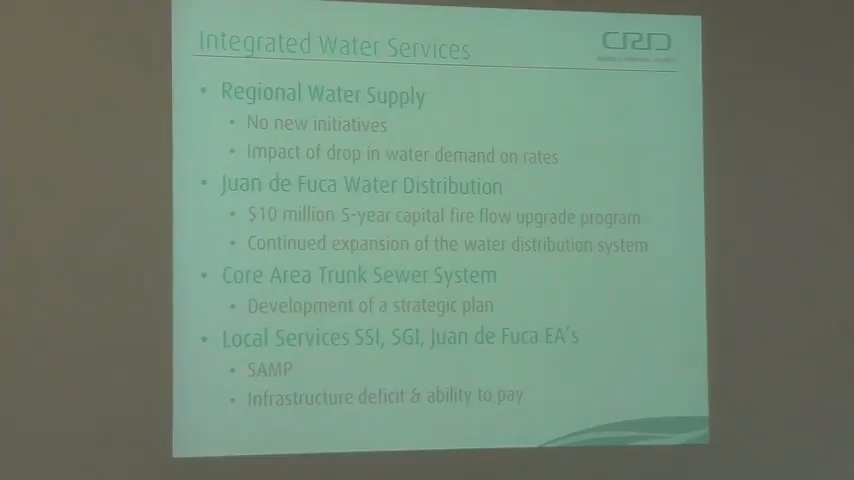 Integrated Water Services
CRD
• Regional Water Supply
• No new initiatives
• Impact of drop in water demand on rates
• Juan de Fuca Water Distribution
• $10 million 5-year capital fire flow upgrade program
• Continued expansion of the water distribution system
• Core Area Trunk Sewer System
• Development of a strategic plan
• Local Services SSI, SGI, Juan de Fuca EA's
• SAMP
• Infrastructure deficit & ability to pay